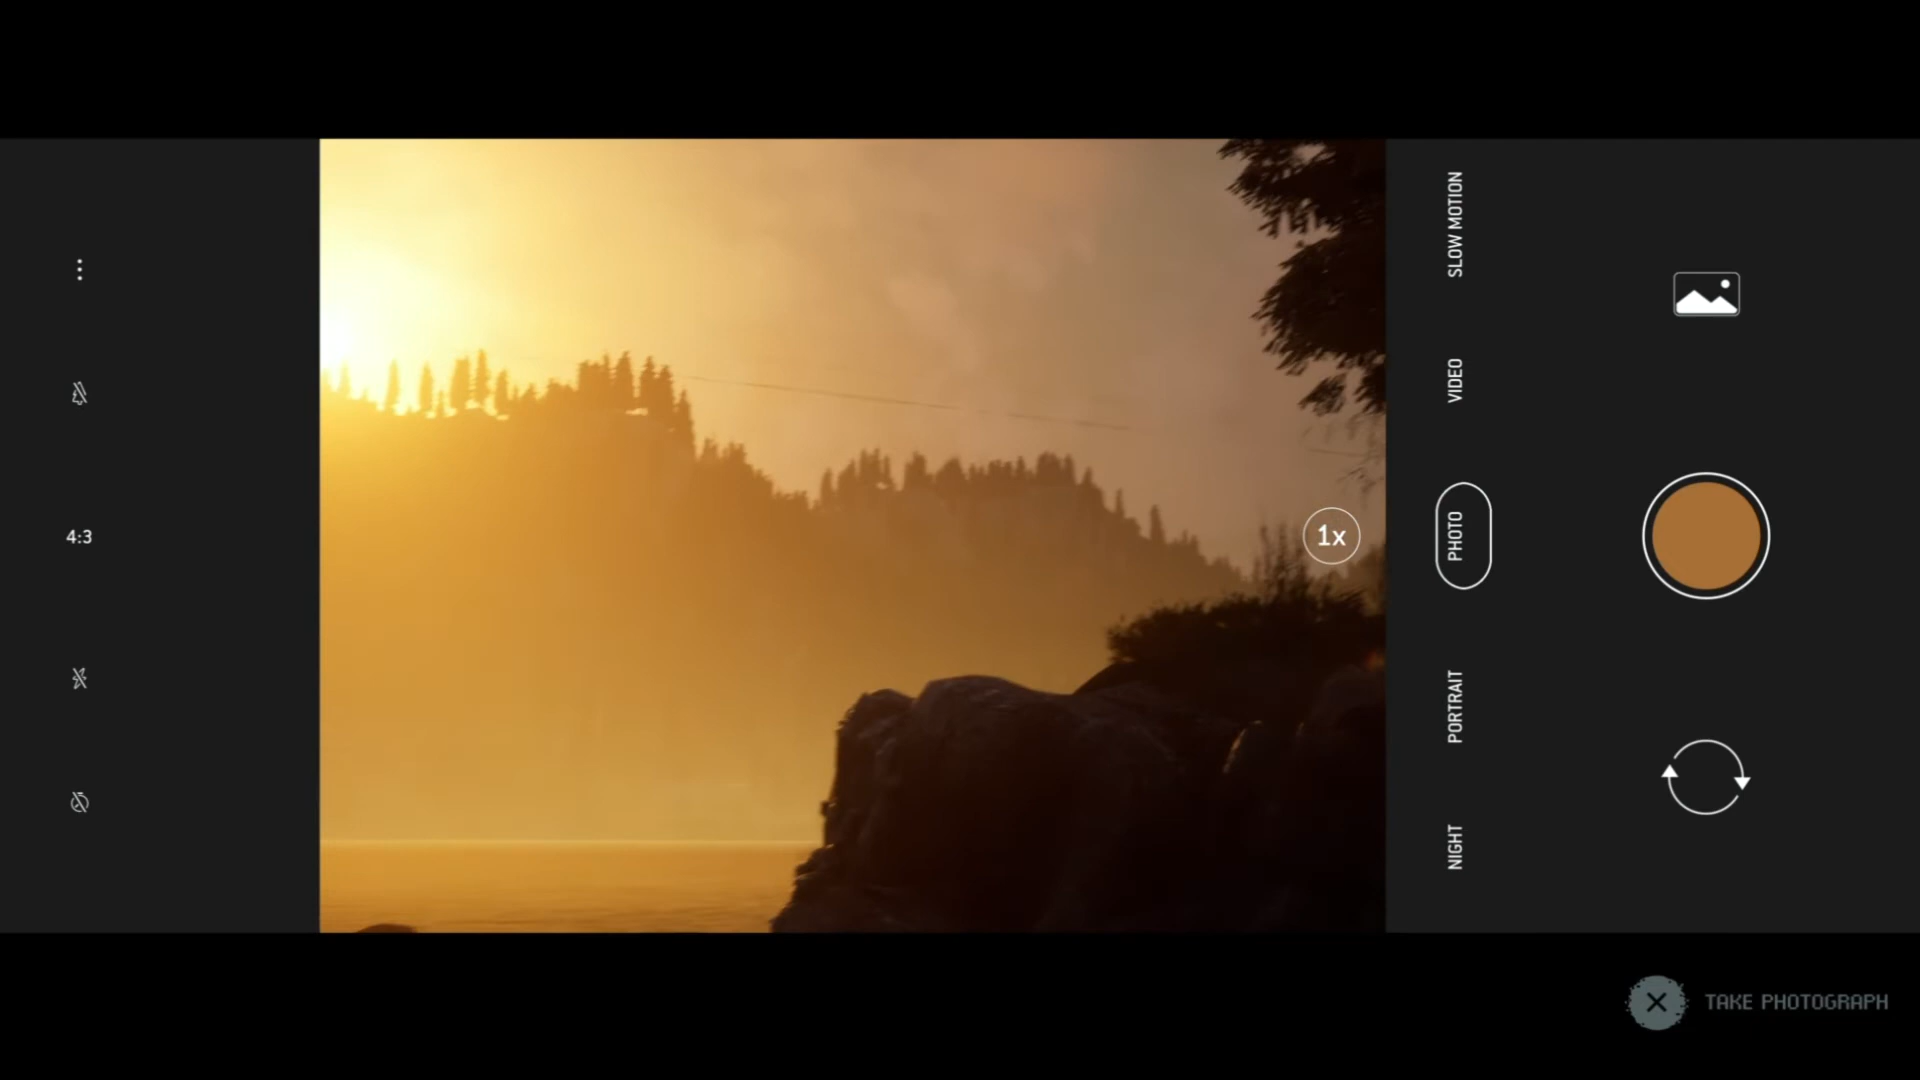 4:3
1x
SLOW MOTION
VIDEO
PHOTO
PORTRAIT
NIGHT
TAKE PHOTOGRAPH